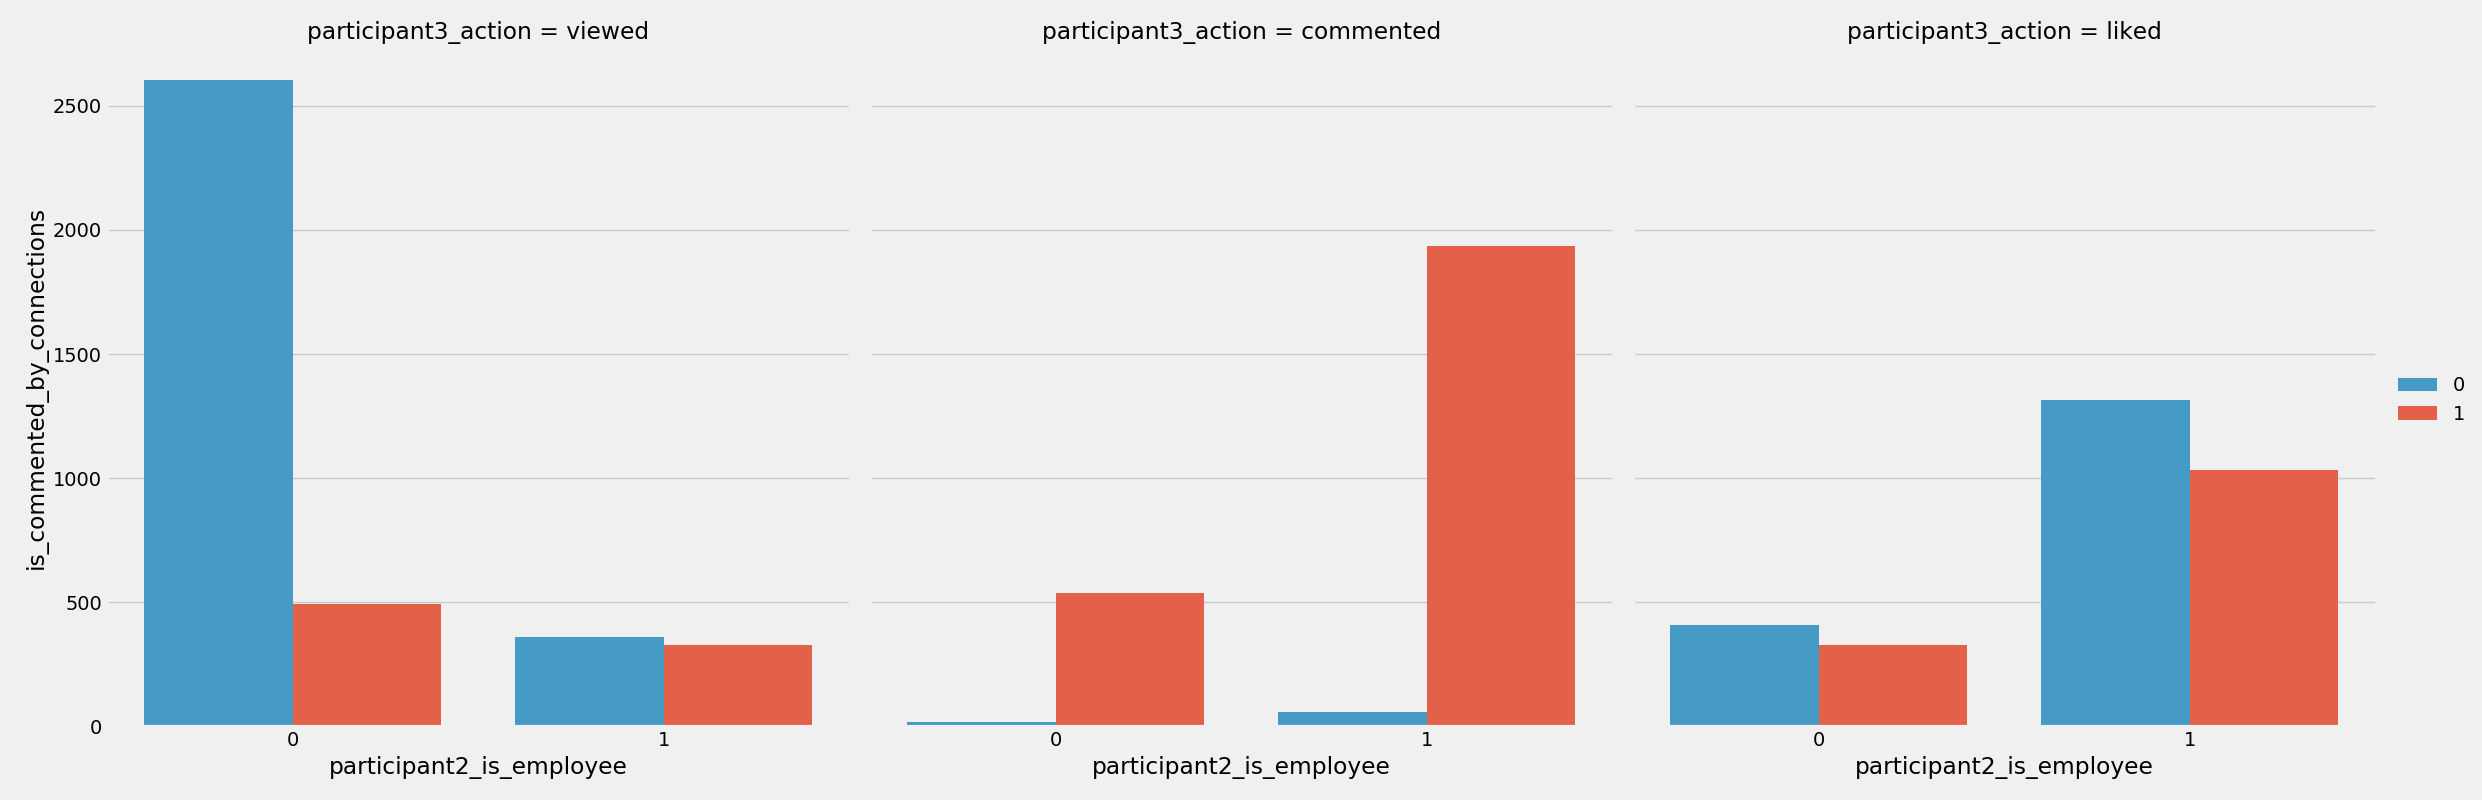 participant3_action = viewed
participant3_action = commented
participant3_action = liked
is_commented_by_connections
2500
2000
1500
1000
500
0
0 1
0 1
0 1
participant2_is_employee
participant2_is_employee
participant2_is_employee
0
1